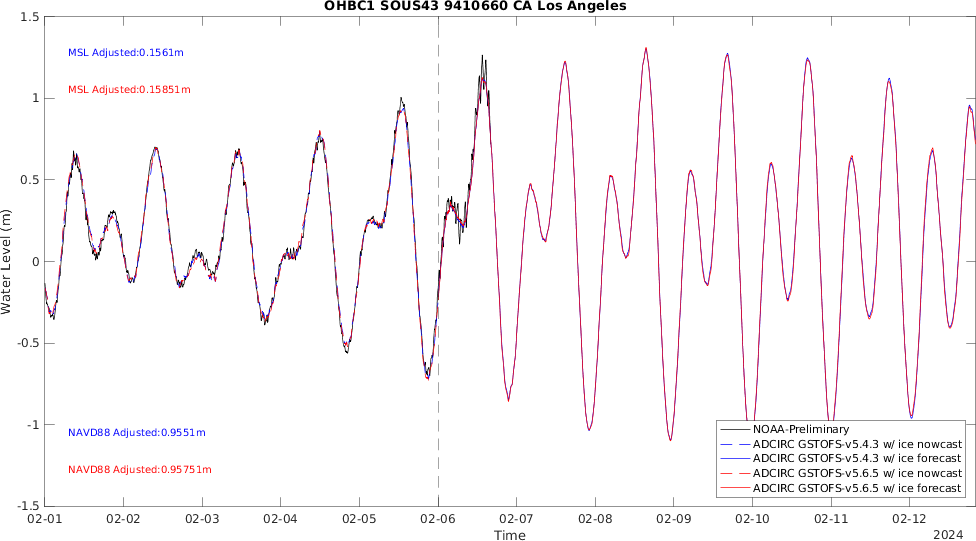 OHBC1 SOUS43 9410660 CA Los Angeles
1.5
1
0.5
0
-0.5
-1
-1.5
Water Level (m)
MSL Adjusted:0.1561m
MSL Adjusted:0.15851m
NAVD88 Adjusted:0.9551m
NAVD88 Adjusted:0.95751m
NOAA-Preliminary
ADCIRC GSTOFS-v5.4.3 w/ ice nowcast
ADCIRC GSTOFS-v5.4.3 w/ ice forecast
ADCIRC GSTOFS-v5.6.5 w/ ice nowcast
ADCIRC GSTOFS-v5.6.5 w/ ice forecast
02-01 02-02 02-03 02-04 02-05 02-06 02-07 02-08 02-09 02-10 02-11 02-12
Time
2024